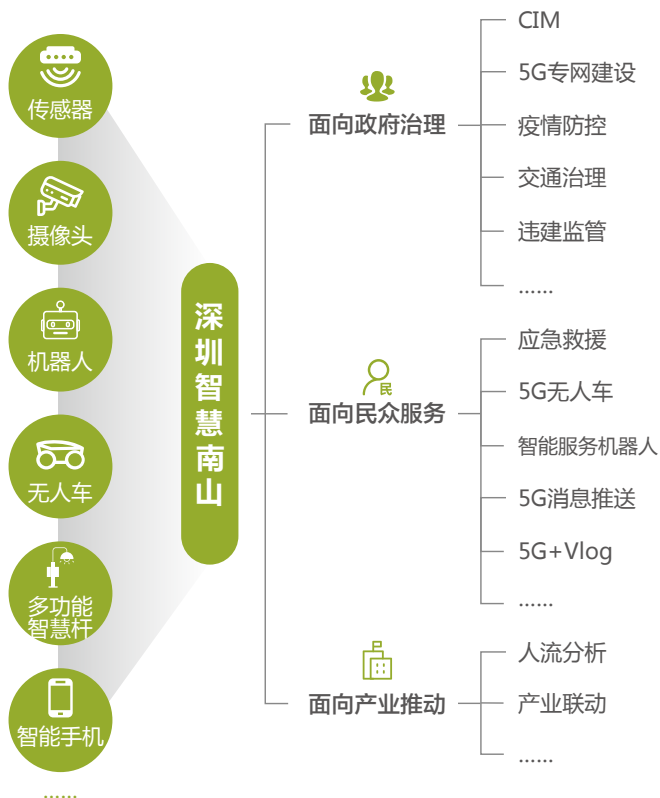 传感器
摄像头
机器人
无人车
多功能
智慧杆
智能手机
……
深圳智慧南山
面向政府治理
CIM
5G专网建设
疫情防控
交通治理
违建监管
……
民
面向民众服务
应急救援
5G无人车
智能服务机器人
5G消息推送
5G+Vlog
……
面向产业推动
人流分析
产业联动
……